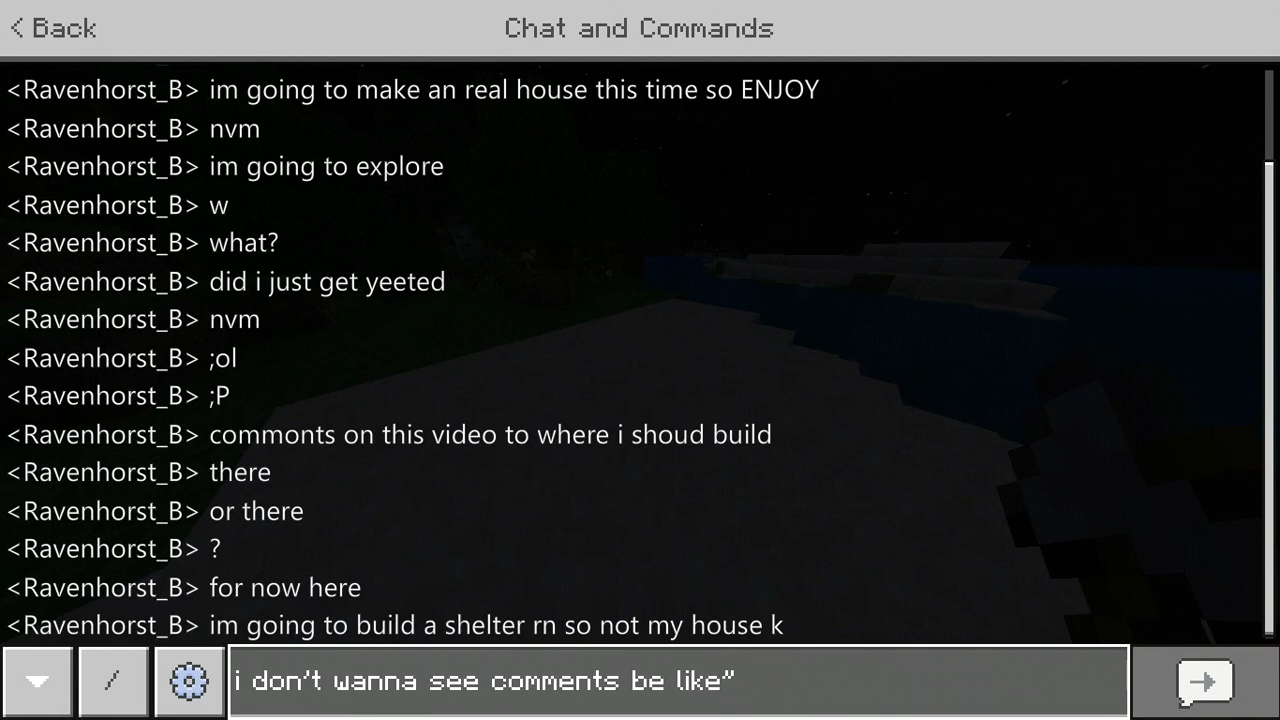 < Back
Chat and Commands
<Ravenhorst_B> im going to make an real house this time so ENJOY
<Ravenhorst_B> nvm
<Ravenhorst_B> im going to explore
<Ravenhorst_B> w
<Ravenhorst_B> what?
<Ravenhorst_B> did i just get yeeted
<Ravenhorst_B> nvm
<Ravenhorst_B> ;ol
<Ravenhorst_B> ;P
<Ravenhorst_B> commonts on this video to where i shoud build
<Ravenhorst_B> there
<Ravenhorst_B> or there
<Ravenhorst_B> ?
<Ravenhorst_B> for now here
<Ravenhorst_B> im going to build a shelter rn so not my house k
/
i don't wanna see comments be like"